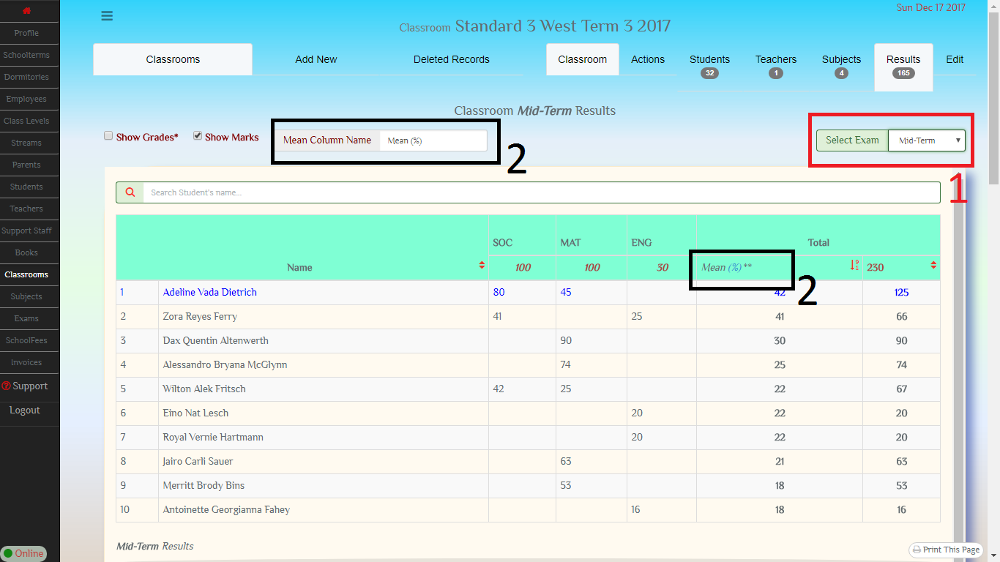 Sun Dec 17 2017
Classroom Standard 3 West Term 3 2017
Profile
Schoolterms
Dormitories
Employees
Class Levels
Streams
Parents
Students
Teachers
Support Staff
Books
Classrooms
Subjects
Exams
SchoolFees
Invoices
Support
Logout
Online
Classrooms Add New Deleted Records Classroom Actions Students Teachers Subjects Results Edit
32 1 4 165
Classroom Mid-Term Results
Show Grades* Show Marks Mean Column Name Mean (%) 2 Select Exam Mid-Term
1
Search Student's name...
SOC MAT ENG Total
Name 100 100 30 Mean (%) ** 230
2
1 Adeline Vada Dietrich 80 45 42 125
2 Zora Reyes Ferry 41 25 41 66
3 Dax Quentin Altenwerth 90 30 90
4 Alessandro Bryana McGlynn 74 25 74
5 Wilton Alek Fritsch 42 25 22 67
6 Eino Nat Lesch 20 22 20
7 Royal Vernie Hartmann 20 22 20
8 Jairo Carli Sauer 63 21 63
9 Merritt Brody Bins 53 18 53
10 Antoinette Georgianna Fahey 16 18 16
Mid-Term Results
Print This Page